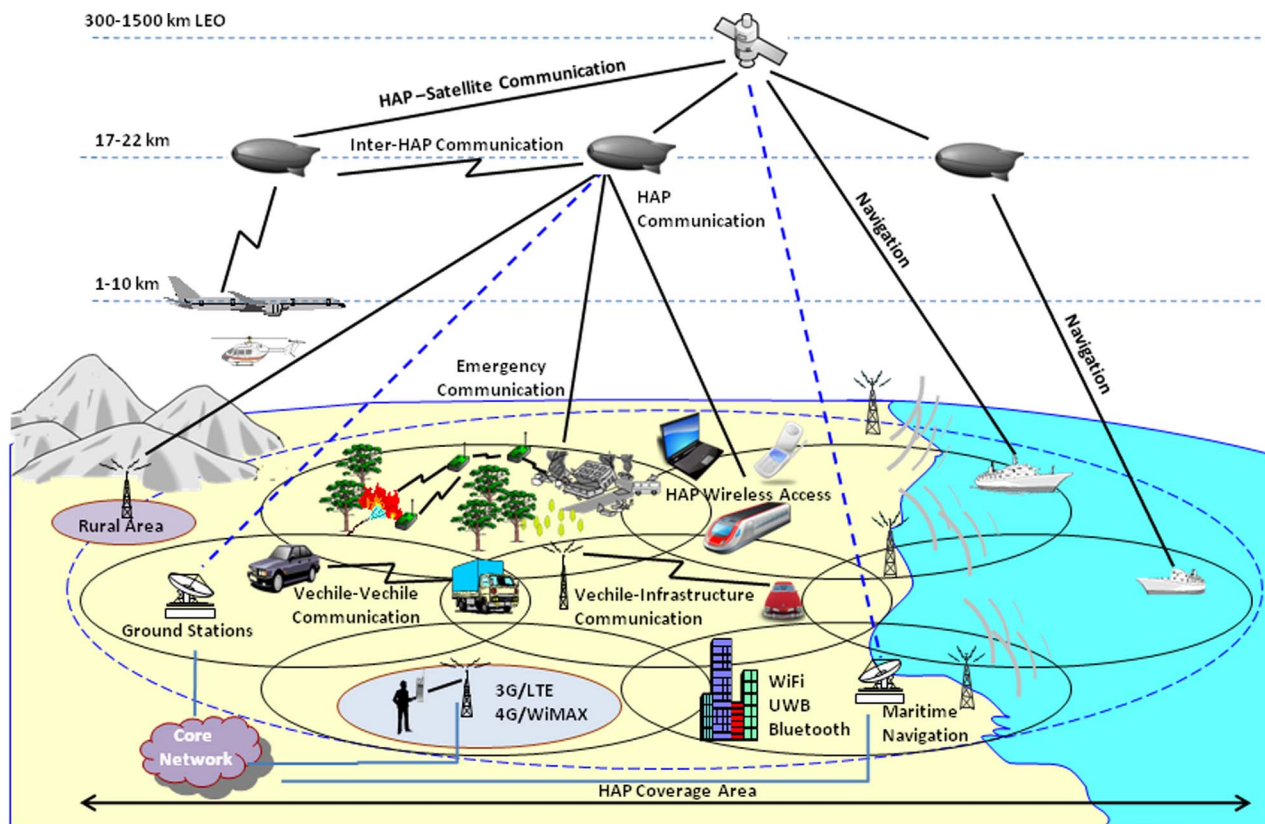 300-1500 km LEO
HAP –Satellite Communication
17-22 km
Inter-HAP Communication
HAP
Communication
Navigation
1-10 km
Navigation
Emergency
Communication
HAP Wireless Access
Rural Area
Vechile-Vechile
Communication
Vechile-Infrastructure
Communication
Ground Stations
3G/LTE
4G/WiMAX
WiFi
UWB
Bluetooth
Maritime
Navigation
Core
Network
HAP Coverage Area